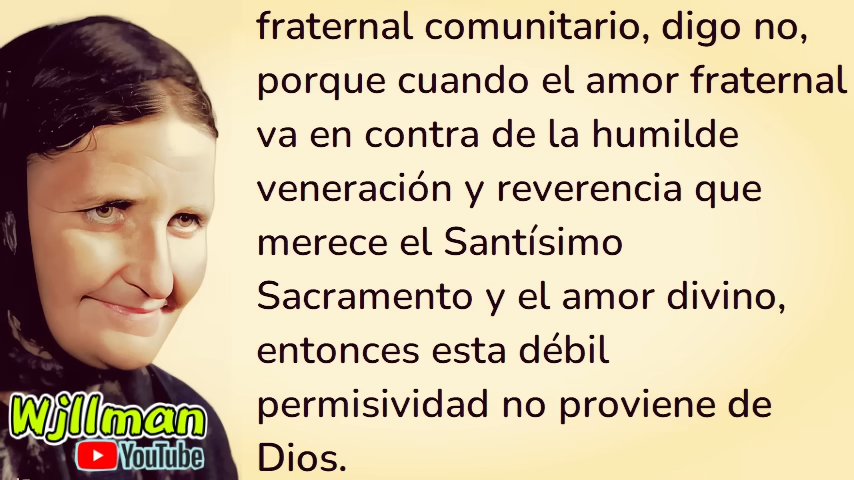 fraternal comunitario, digo no,
porque cuando el amor fraternal
va en contra de la humilde
veneración y reverencia que
merece el Santísimo
Sacramento y el amor divino,
entonces esta débil
permisividad no proviene de
Dios.
Wjllman
YouTube